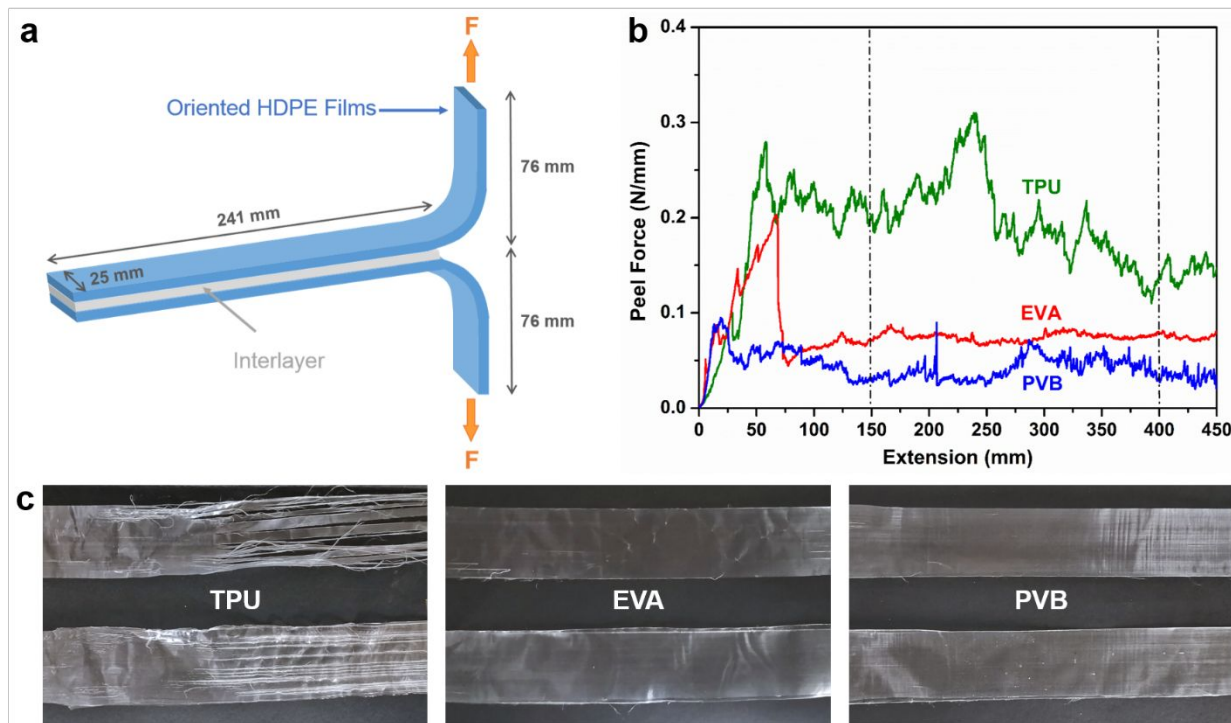 a
F
Oriented HDPE Films
76 mm
241 mm
25 mm
Interlayer
76 mm
F
b
0.4
0.3
0.2
0.1
0.0
Peel Force (N/mm)
TPU
EVA
PVB
0 50 100 150 200 250 300 350 400 450
Extension (mm)
c
TPU
EVA
PVB